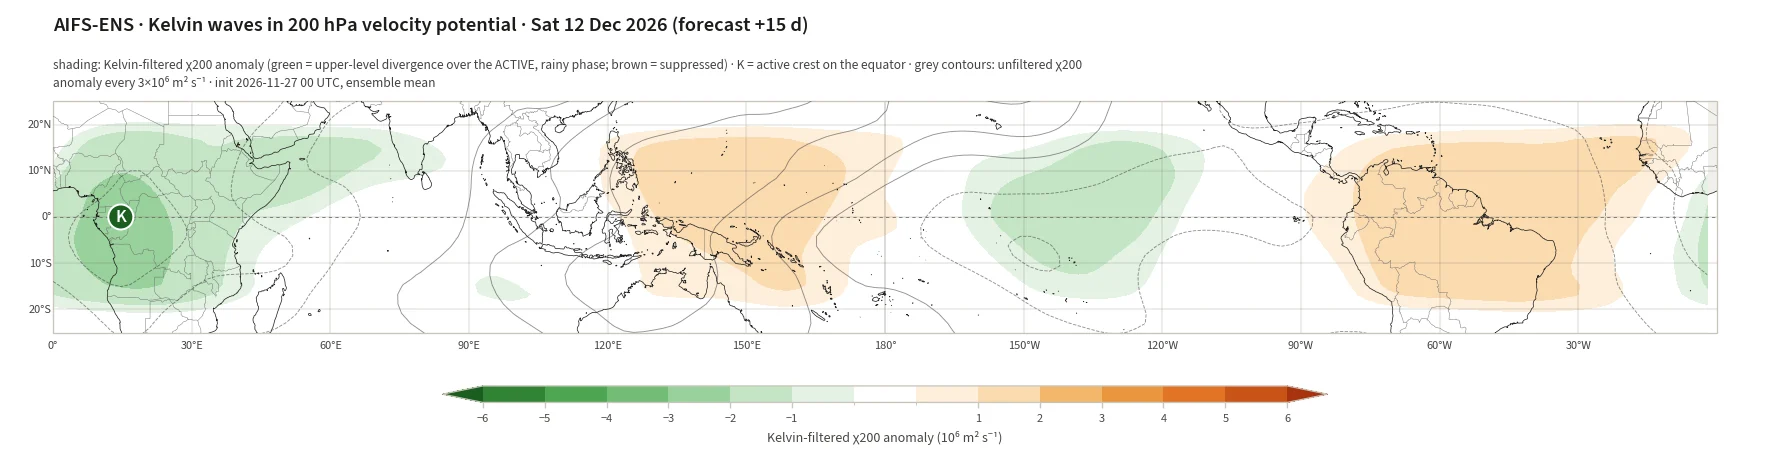 AIFS-ENS · Kelvin waves in 200 hPa velocity potential · Sat 12 Dec 2026 (forecast +15 d)
shading: Kelvin-filtered χ200 anomaly (green = upper-level divergence over the ACTIVE, rainy phase; brown = suppressed) · K = active crest on the equator · grey contours: unfiltered χ200
anomaly every 3×10⁶ m² s⁻¹ · init 2026-11-27 00 UTC, ensemble mean
20°N
10°N
K
0°
10°S
20°S
0° 30°E 60°E 90°E 120°E 150°E 180° 150°W 120°W 90°W 60°W 30°W
−6 −5 −4 −3 −2 −1 1 2 3 4 5 6
Kelvin-filtered χ200 anomaly (10⁶ m² s⁻¹)